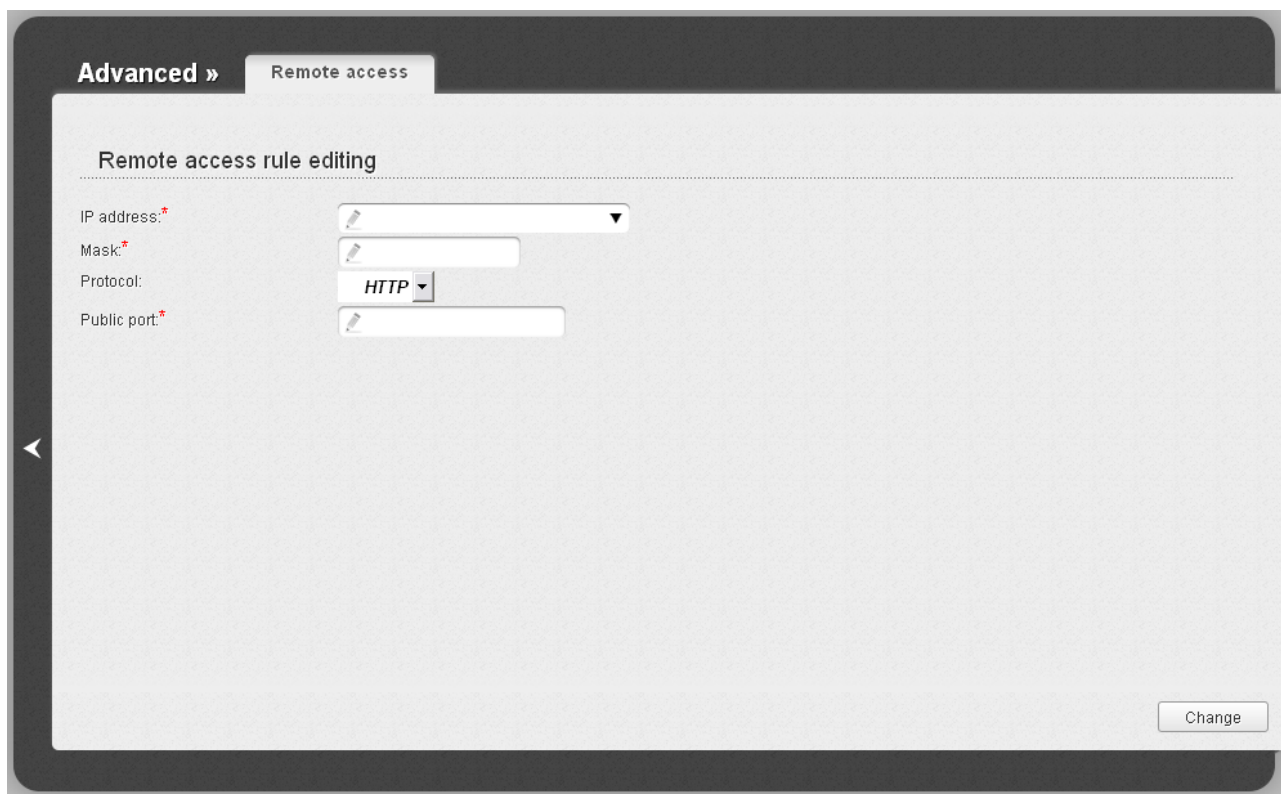 Advanced » Remote access
Remote access rule editing
IP address:*
Mask:*
Protocol: HTTP
Public port:*
Change